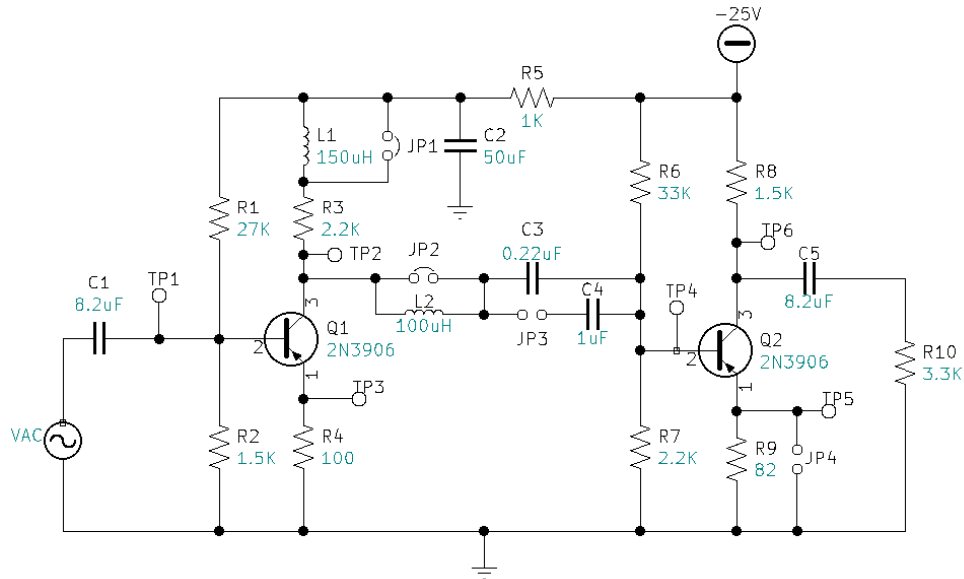 -25V
R5
1K
L1
150uH
JP1
C2
50uF
R6
33K
R8
1.5K
R1
27K
R3
2.2K
TP2
JP2
C3
0.22uF
TP6
C5
8.2uF
C1
8.2uF
TP1
L2
100uH
C4
1uF
JP3
TP4
3
Q1
2N3906
2
1
3
Q2
2N3906
2
1
R10
3.3K
TP3
TP5
VAC
R2
1.5K
R4
100
R7
2.2K
R9
82
JP4